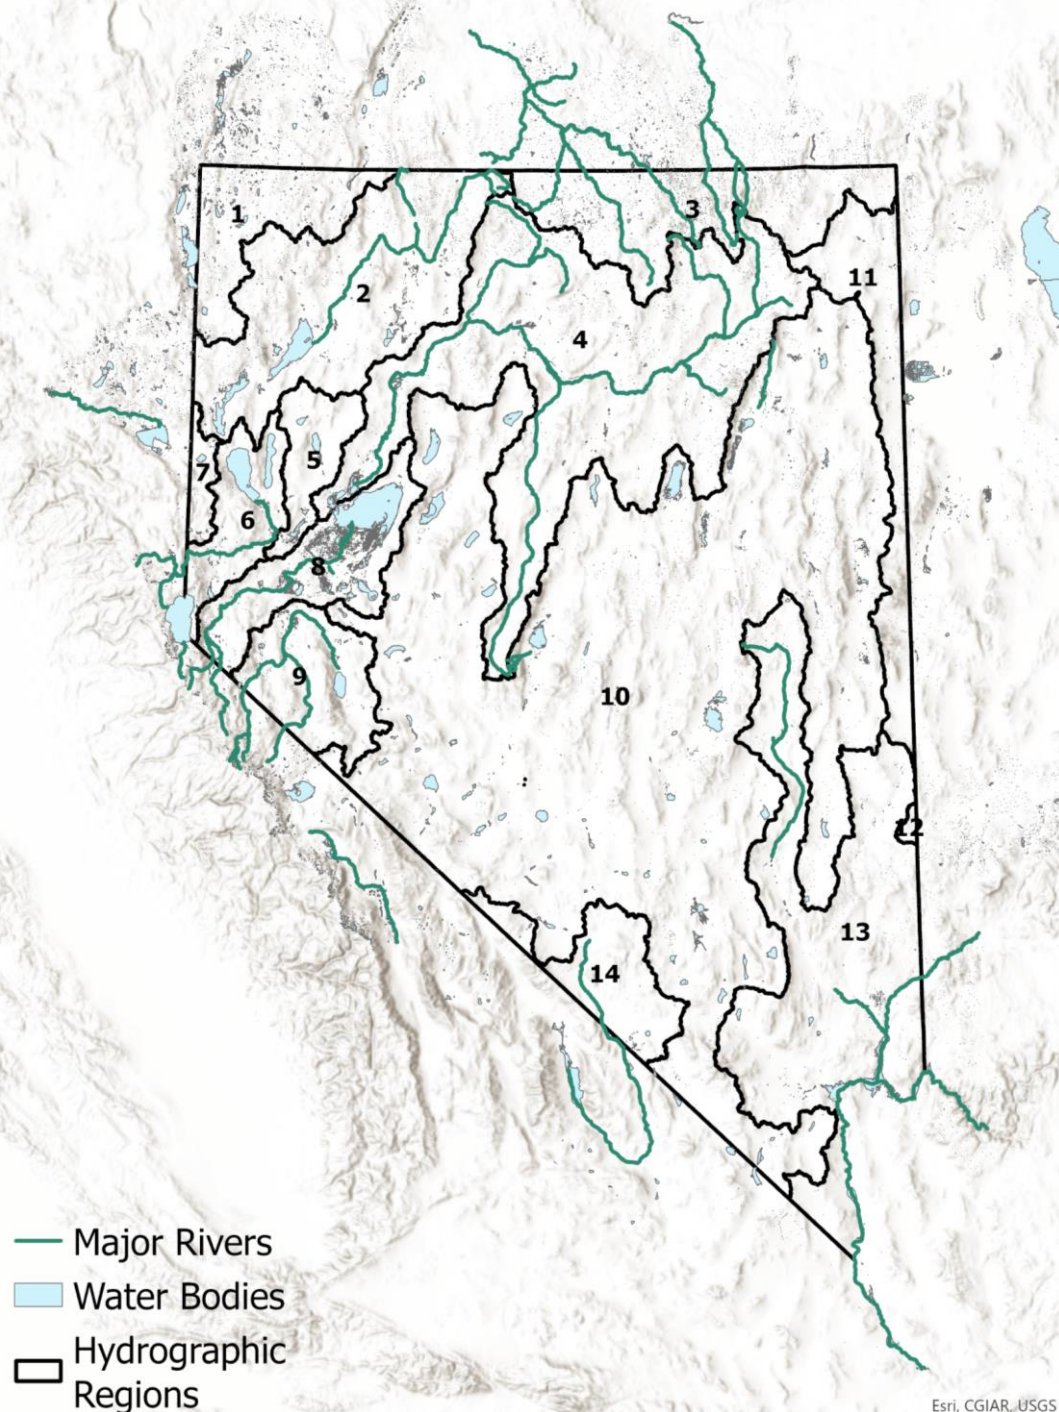 1
3
11
2
4
5
7
6
8
9
10
12
13
14
Major Rivers
Water Bodies
Hydrographic
Regions
Esri, CGIAR, USGS